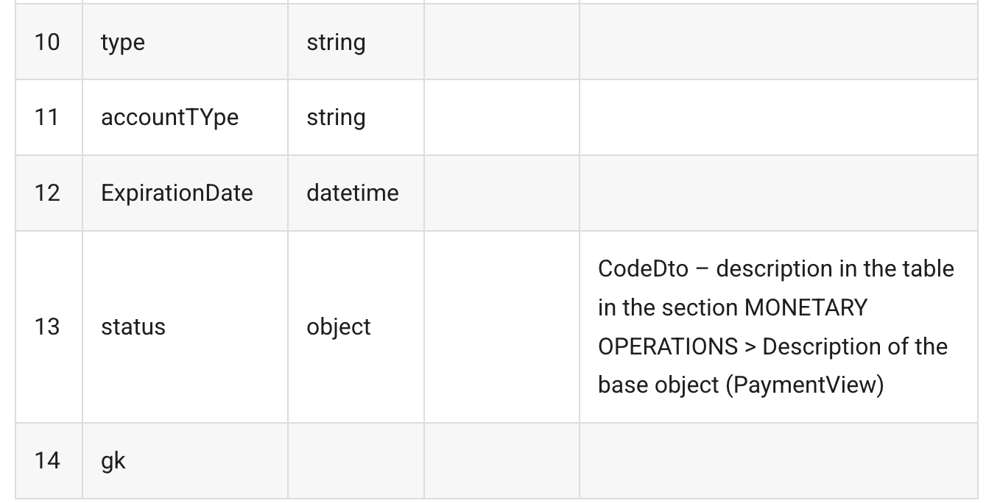 10 type string
11 accountTYpe string
12 ExpirationDate datetime
CodeDto – description in the table
in the section MONETARY
13 status object
OPERATIONS > Description of the
base object (PaymentView)
14 gk